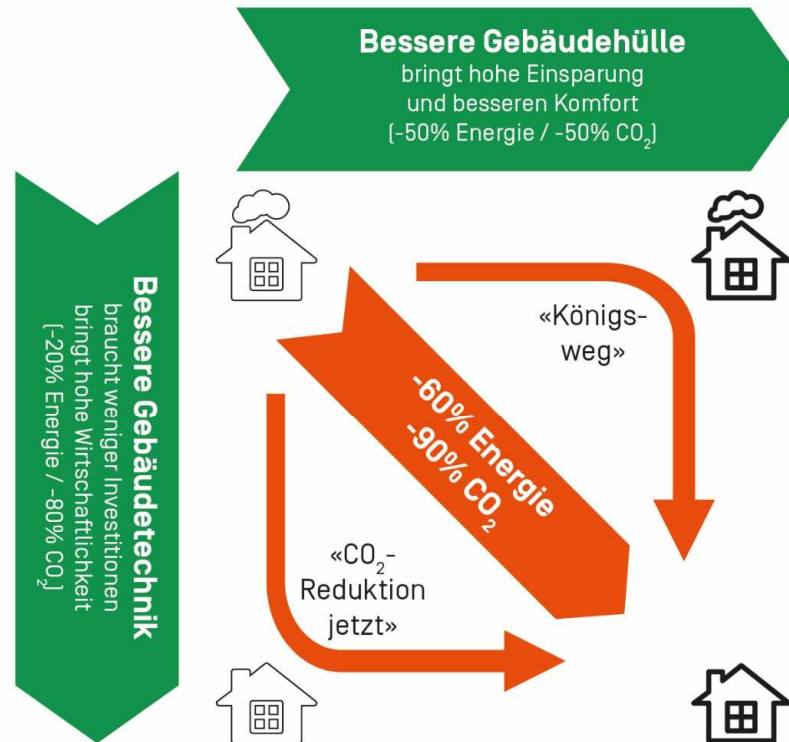 Bessere Gebäudehülle
bringt hohe Einsparung
und besseren Komfort
(-50% Energie / -50% CO₂)
Bessere Gebäudetechnik
braucht weniger Investitionen
bringt hohe Wirtschaftlichkeit
(-20% Energie / -80% CO₂)
«Königs-
weg»
-60% Energie
-90% CO₂
«CO₂-
Reduktion
jetzt»